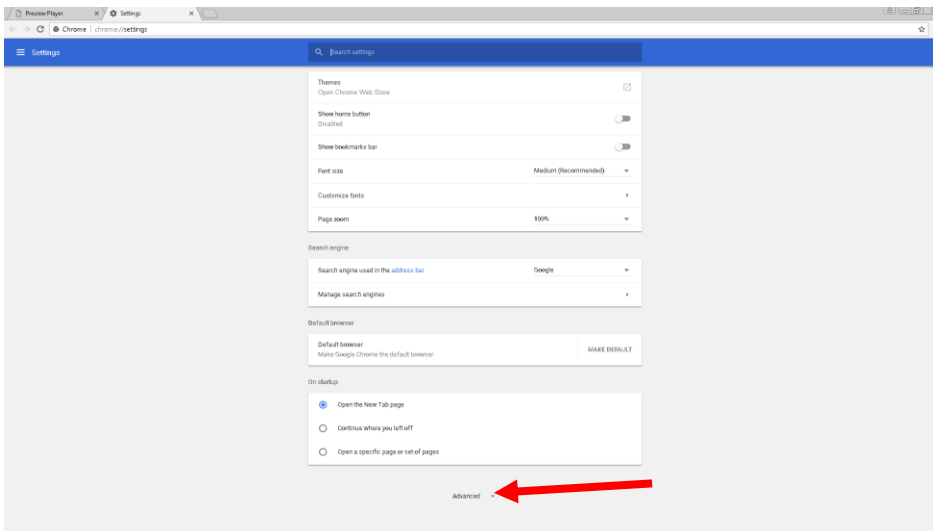 Preview Player
Settings
Chrome | chrome://settings
Settings
Search settings
Themes
Open Chrome Web Store
Show home button
Disabled
Show bookmarks bar
Font size Medium (Recommended)
Customize fonts
Page zoom 100%
Search engine
Search engine used in the address bar Google
Manage search engines
Default browser
Default browser
Make Google Chrome the default browser
MAKE DEFAULT
On startup
Open the New Tab page
Continue where you left off
Open a specific page or set of pages
Advanced